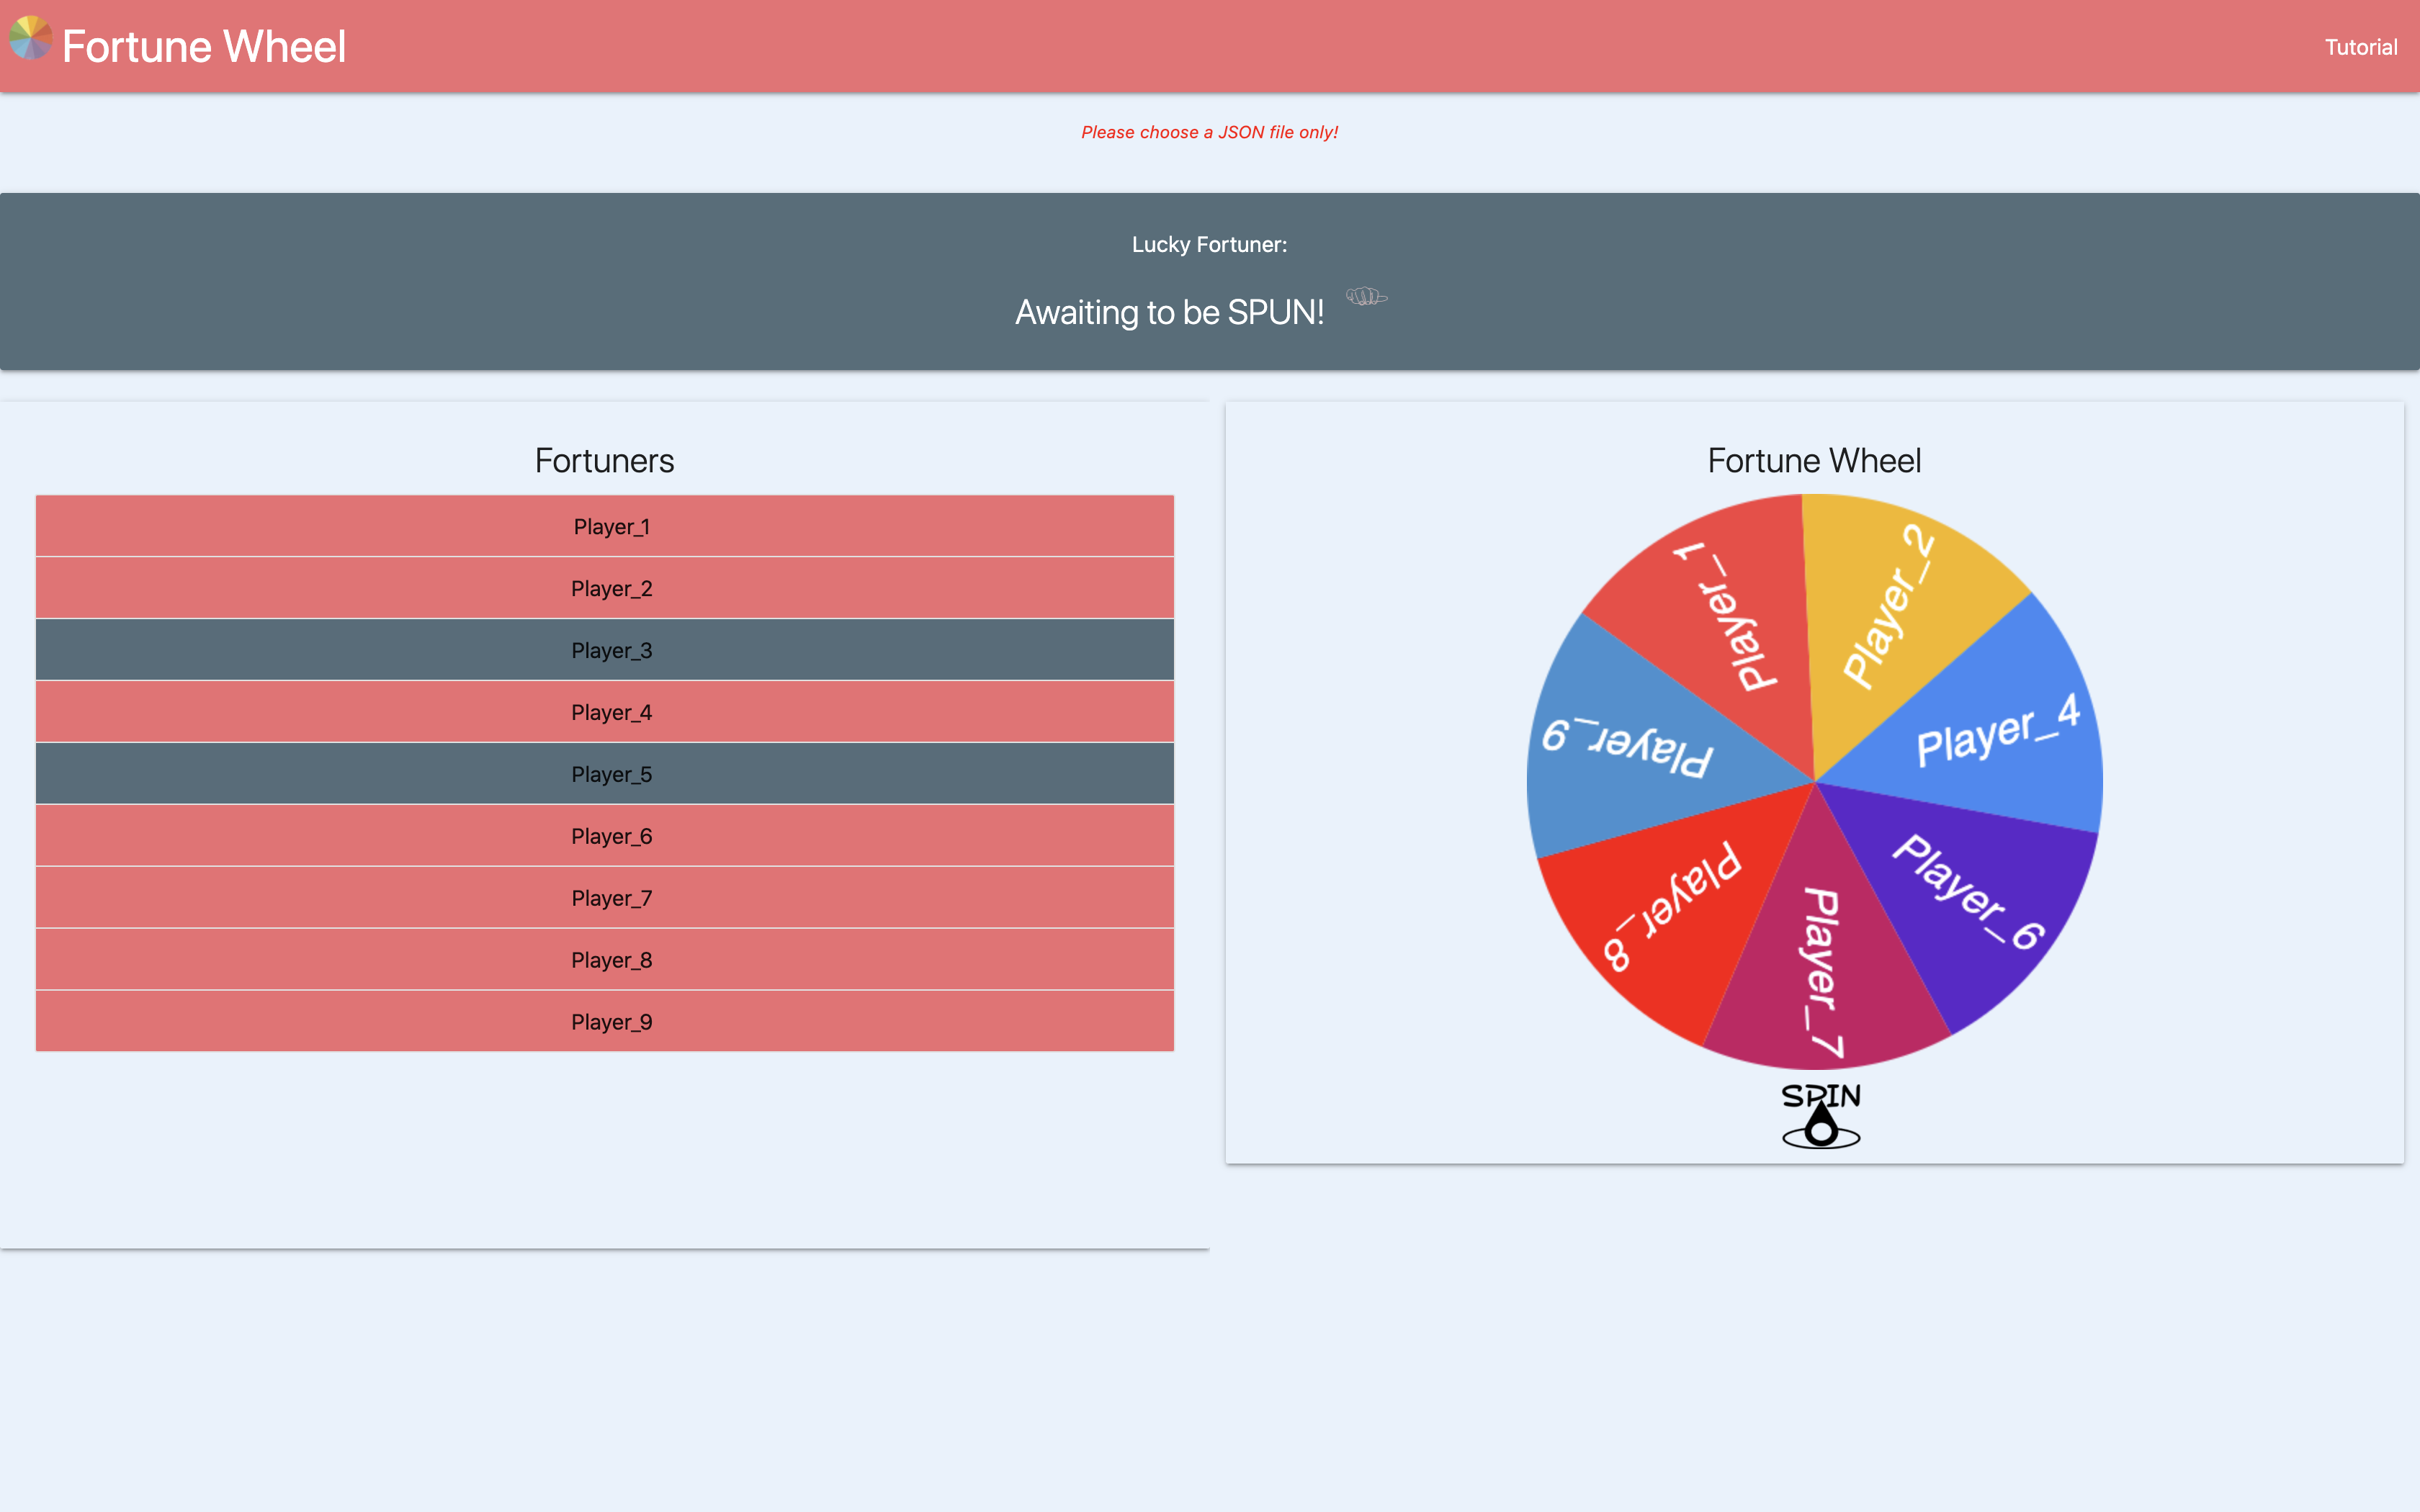 Fortune Wheel
Tutorial
Please choose a JSON file only!
Lucky Fortuner:
Awaiting to be SPUN!
Fortuners
Player_1
Player_2
Player_3
Player_4
Player_5
Player_6
Player_7
Player_8
Player_9
Fortune Wheel
Player_1
Player_2
Player_4
Player_6
Player_7
Player_8
Player_9
SPIN